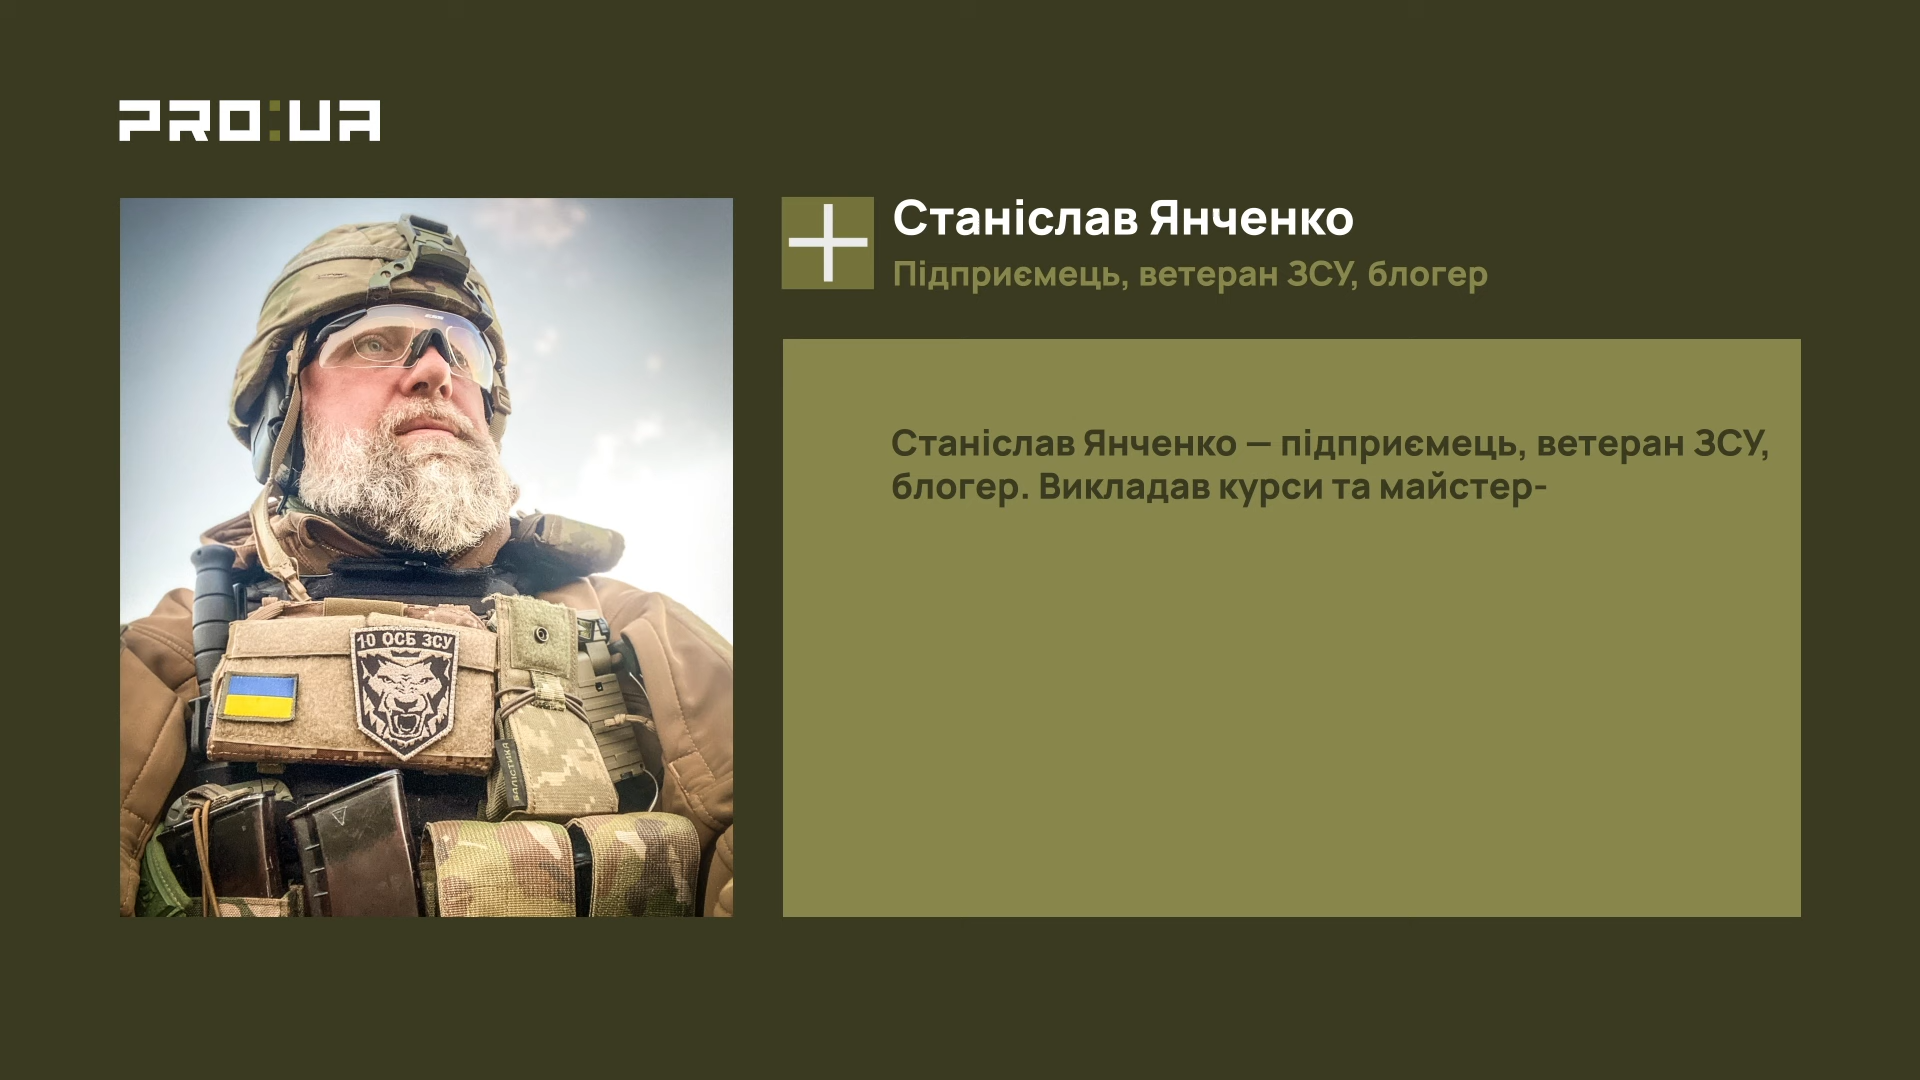 PRO:UA
Станіслав Янченко
Підприємець, ветеран ЗСУ, блогер
Станіслав Янченко — підприємець, ветеран ЗСУ,
блогер. Викладав курси та майстер-
10 ОСБ ЗСУ
БАЛІСТИКА